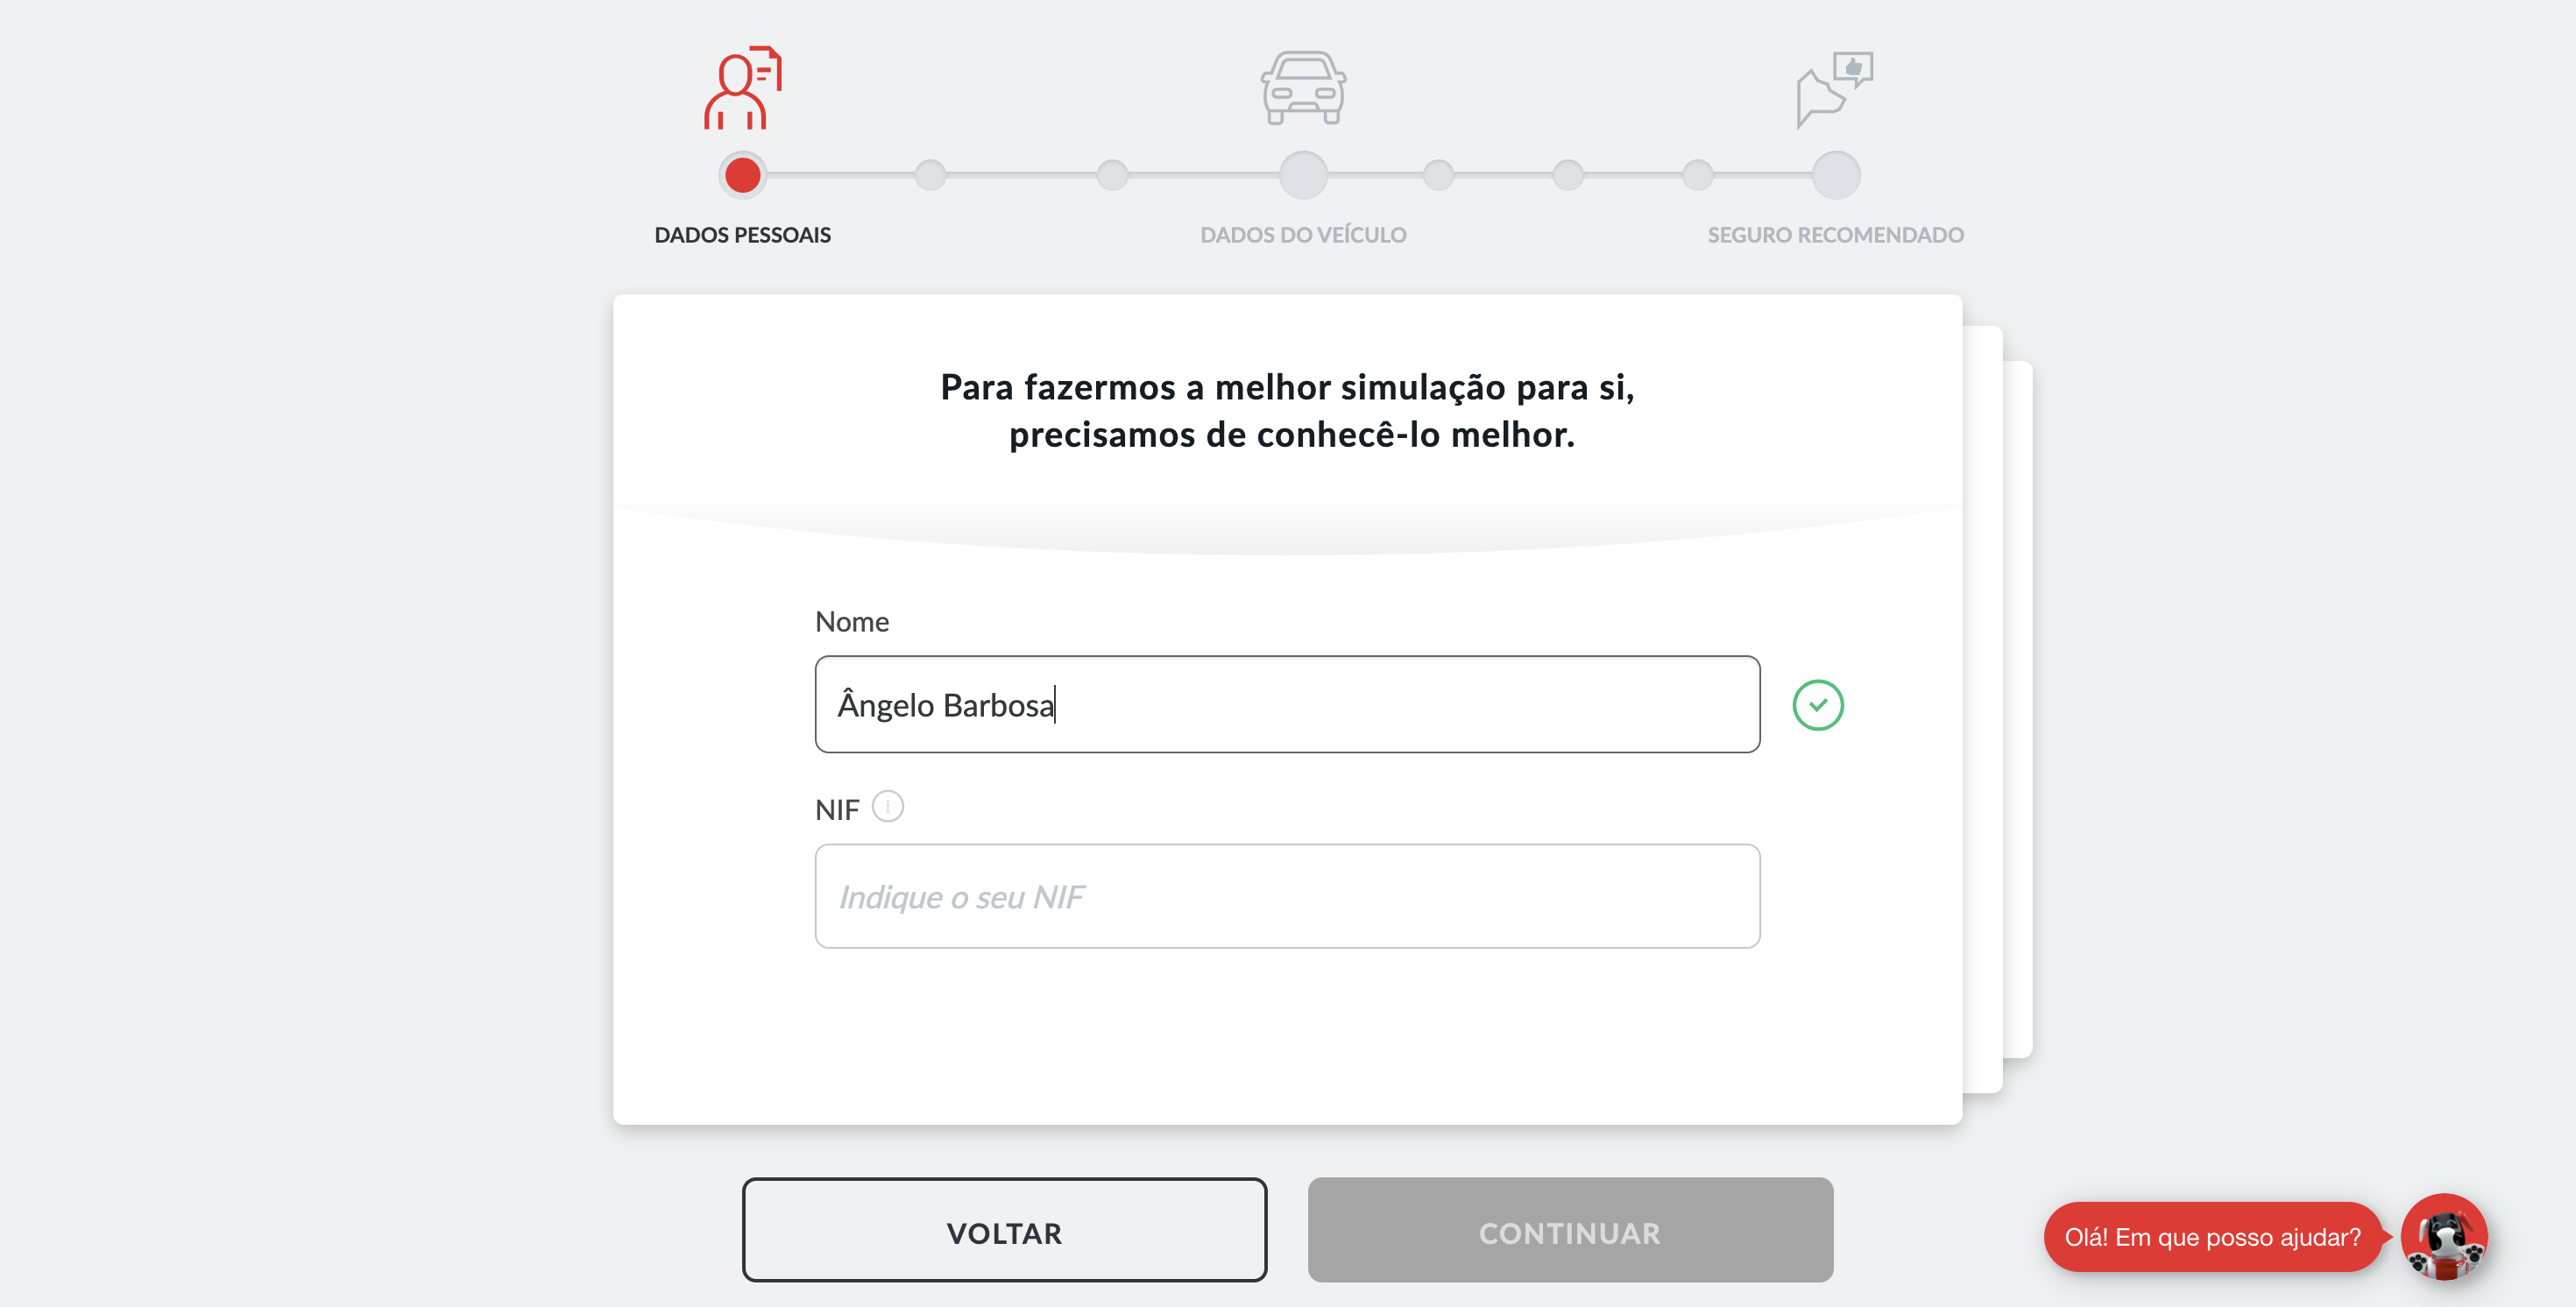 DADOS PESSOAIS
DADOS DO VEÍCULO
SEGURO RECOMENDADO
Para fazermos a melhor simulação para si,
precisamos de conhecê-lo melhor.
Nome
Ângelo Barbosa
NIF
Indique o seu NIF
VOLTAR
CONTINUAR
Olá! Em que posso ajudar?